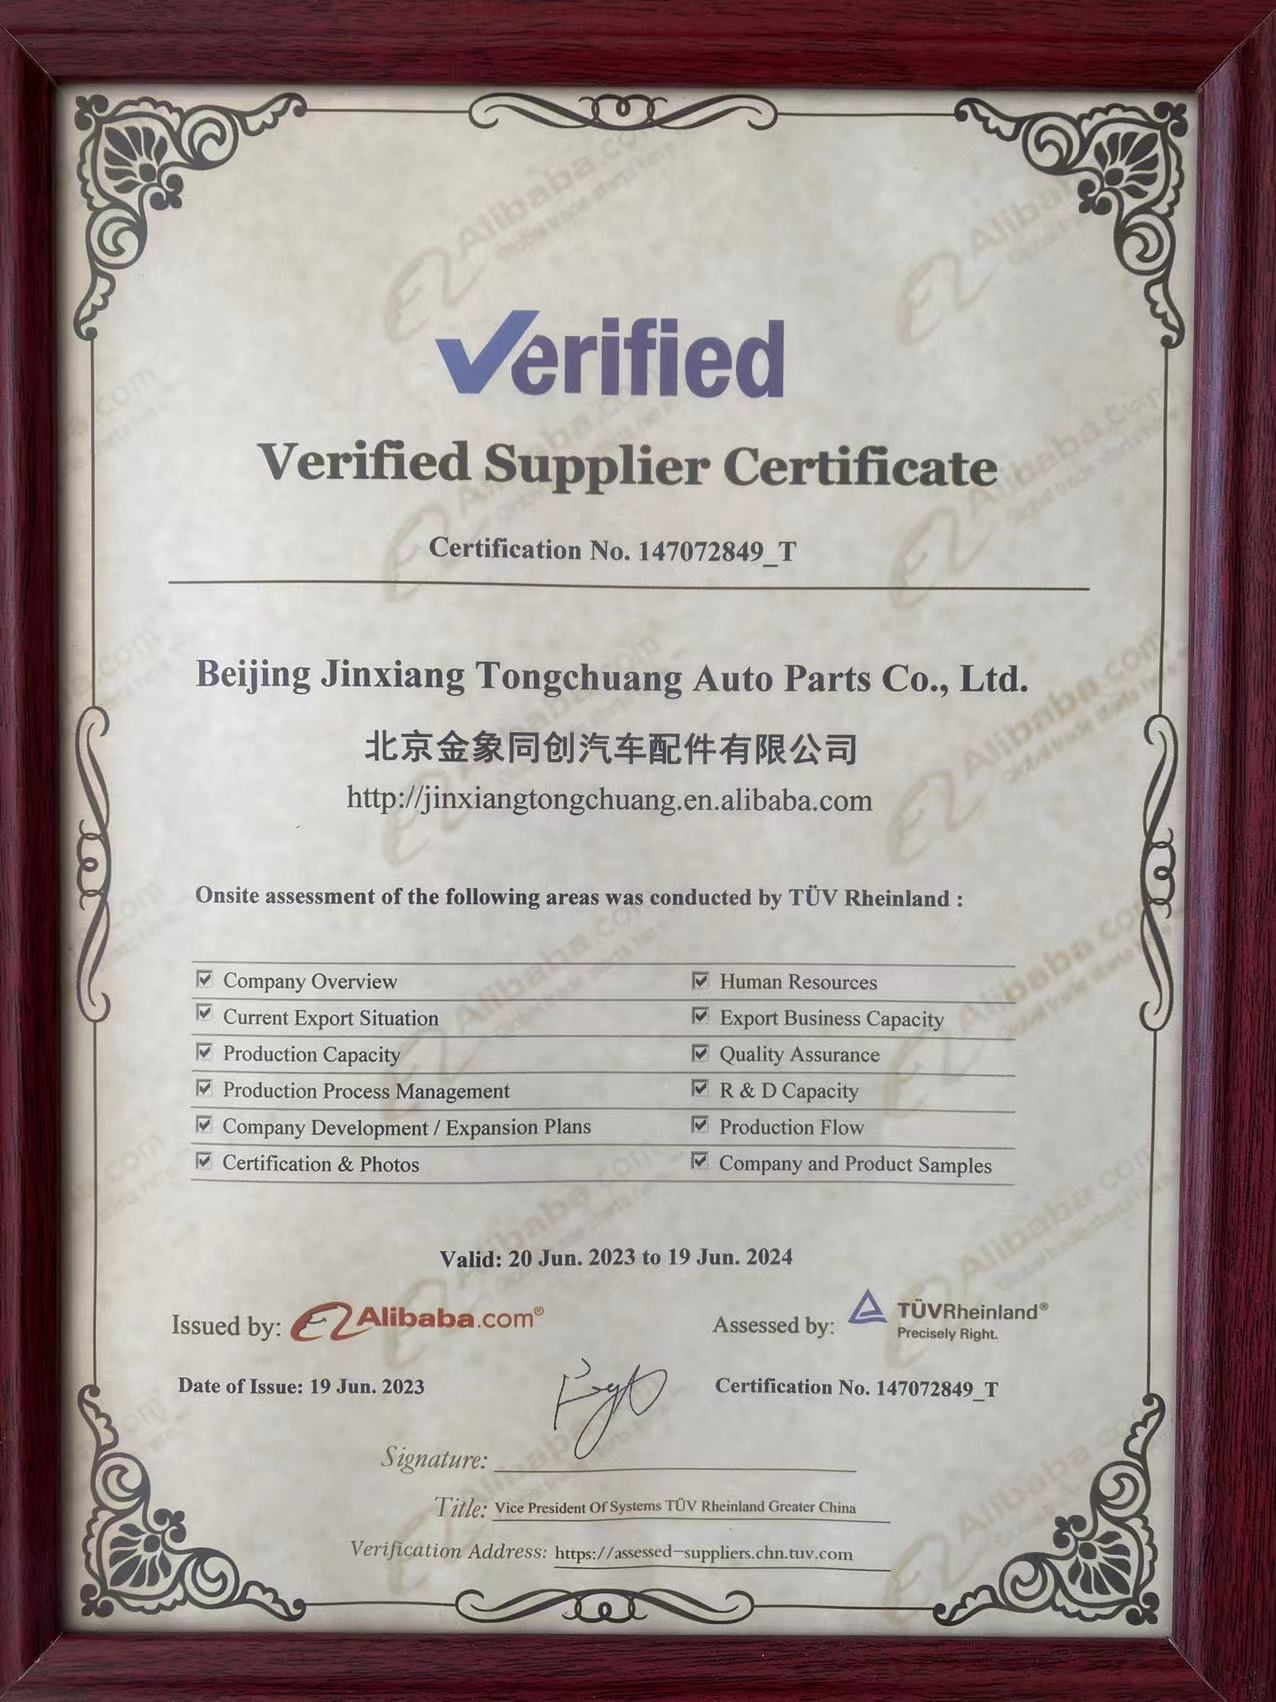 Verified
Verified Supplier Certificate
Certification No. 147072849_T
Beijing Jinxiang Tongchuang Auto Parts Co., Ltd.
北京金象同创汽车配件有限公司
http://jinxiangtongchuang.en.alibaba.com
Onsite assessment of the following areas was conducted by TÜV Rheinland :
Company Overview
Human Resources
Current Export Situation
Export Business Capacity
Production Capacity
Quality Assurance
Production Process Management
R & D Capacity
Company Development / Expansion Plans
Production Flow
Certification & Photos
Company and Product Samples
Valid: 20 Jun. 2023 to 19 Jun. 2024
Issued by: Alibaba.com®
Assessed by: TÜVRheinland®
Precisely Right.
Date of Issue: 19 Jun. 2023
Certification No. 147072849_T
Signature:
Title: Vice President Of Systems TÜV Rheinland Greater China
Verification Address: https://assessed-suppliers.chn.tuv.com